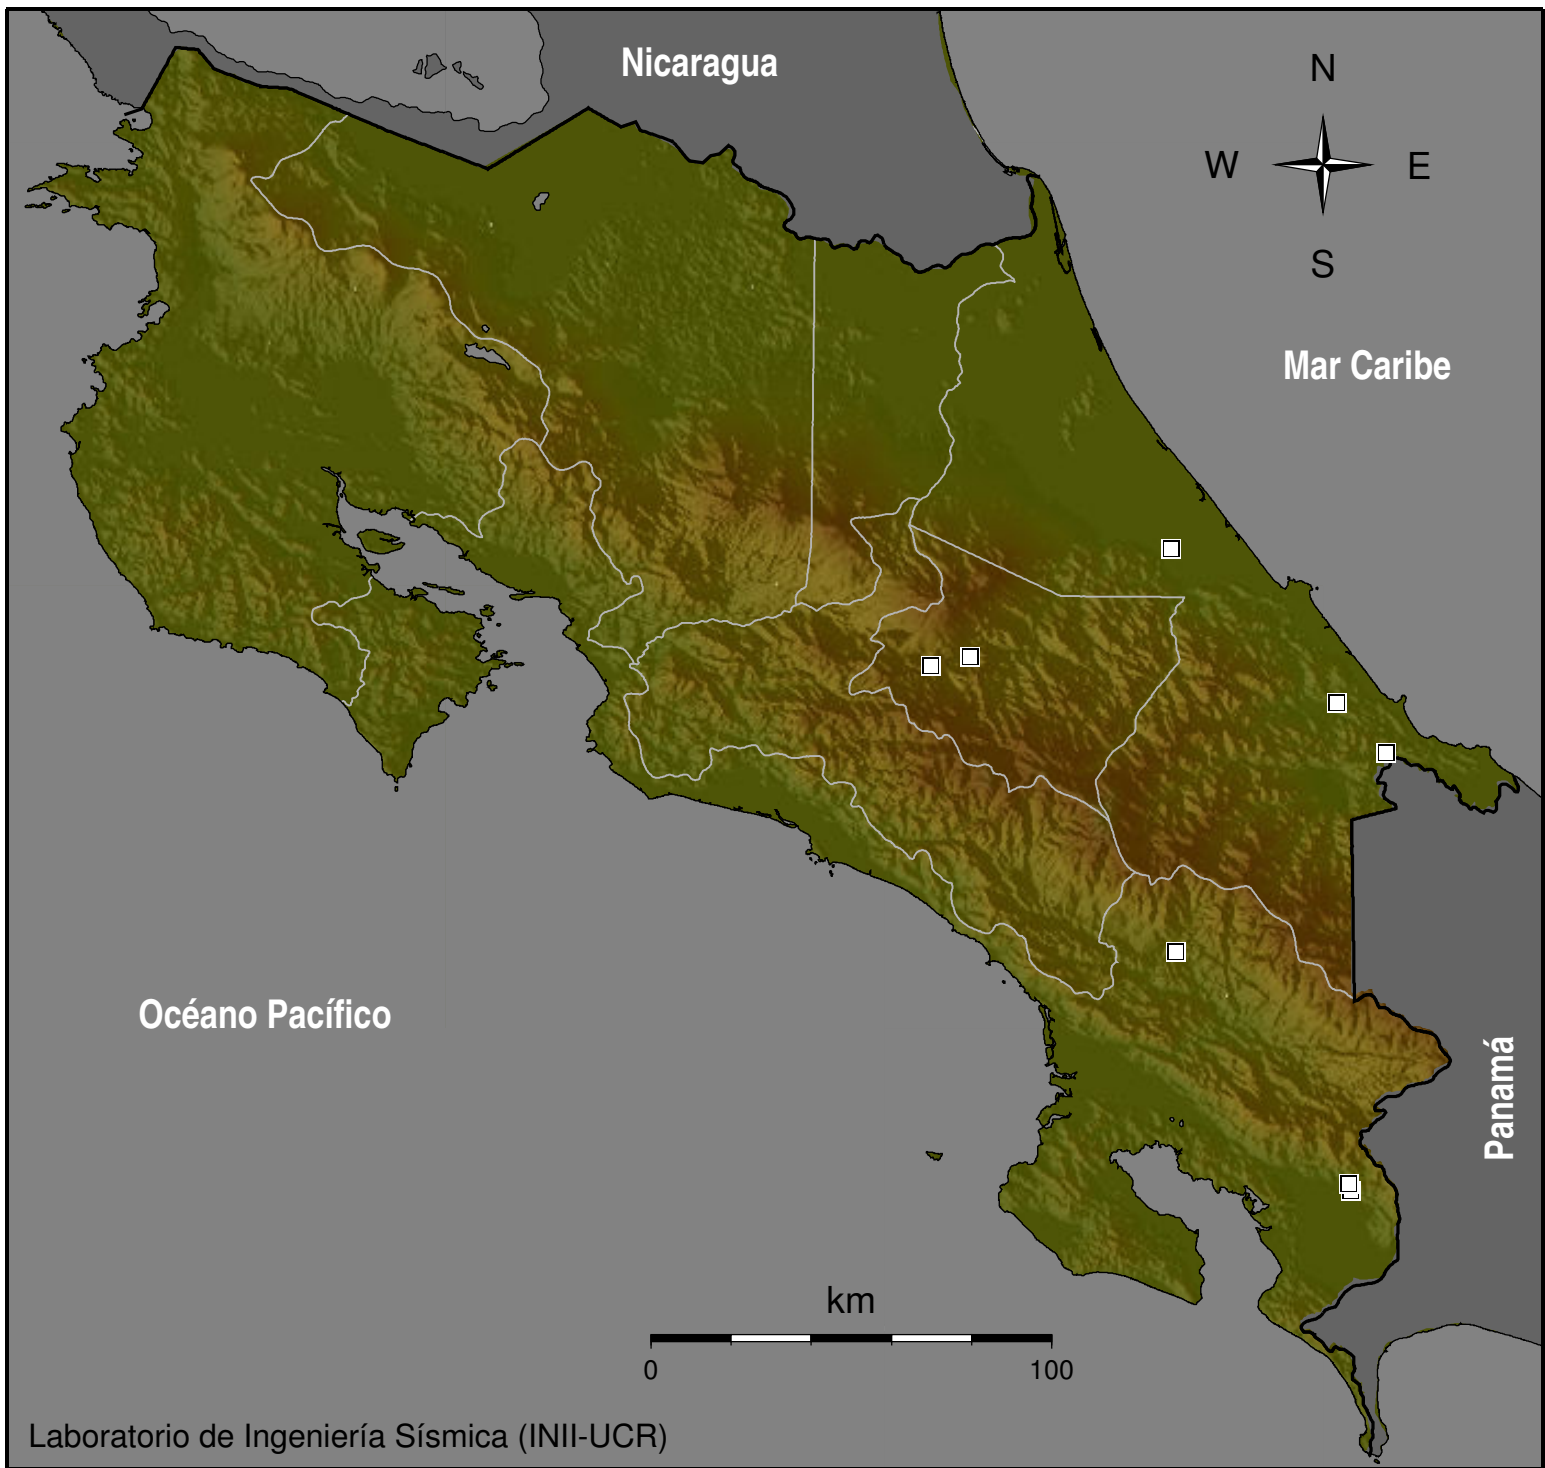 Nicaragua
N
W
E
S
Mar Caribe
Océano Pacífico
Panamá
km
0
100
Laboratorio de Ingeniería Sísmica (INII-UCR)